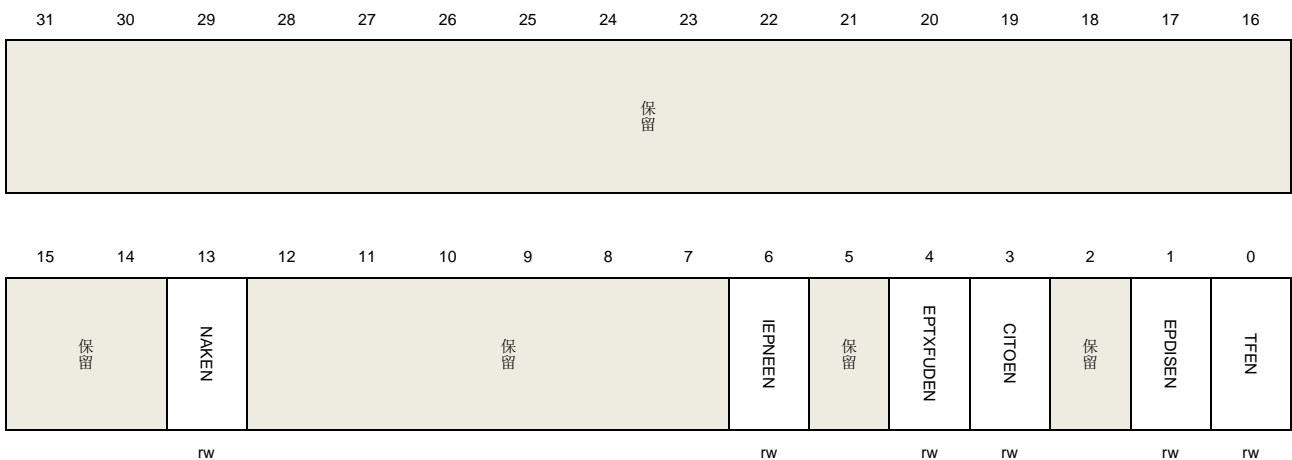 31 30 29 28 27 26 25 24 23 22 21 20 19 18 17 16
保留
15 14 13 12 11 10 9 8 7 6 5 4 3 2 1 0
保留 NAKEN 保留 IEPNEEN 保留 EPTXFUDEN CITOEN 保留 EPDISEN TFEN
rw rw rw rw rw rw